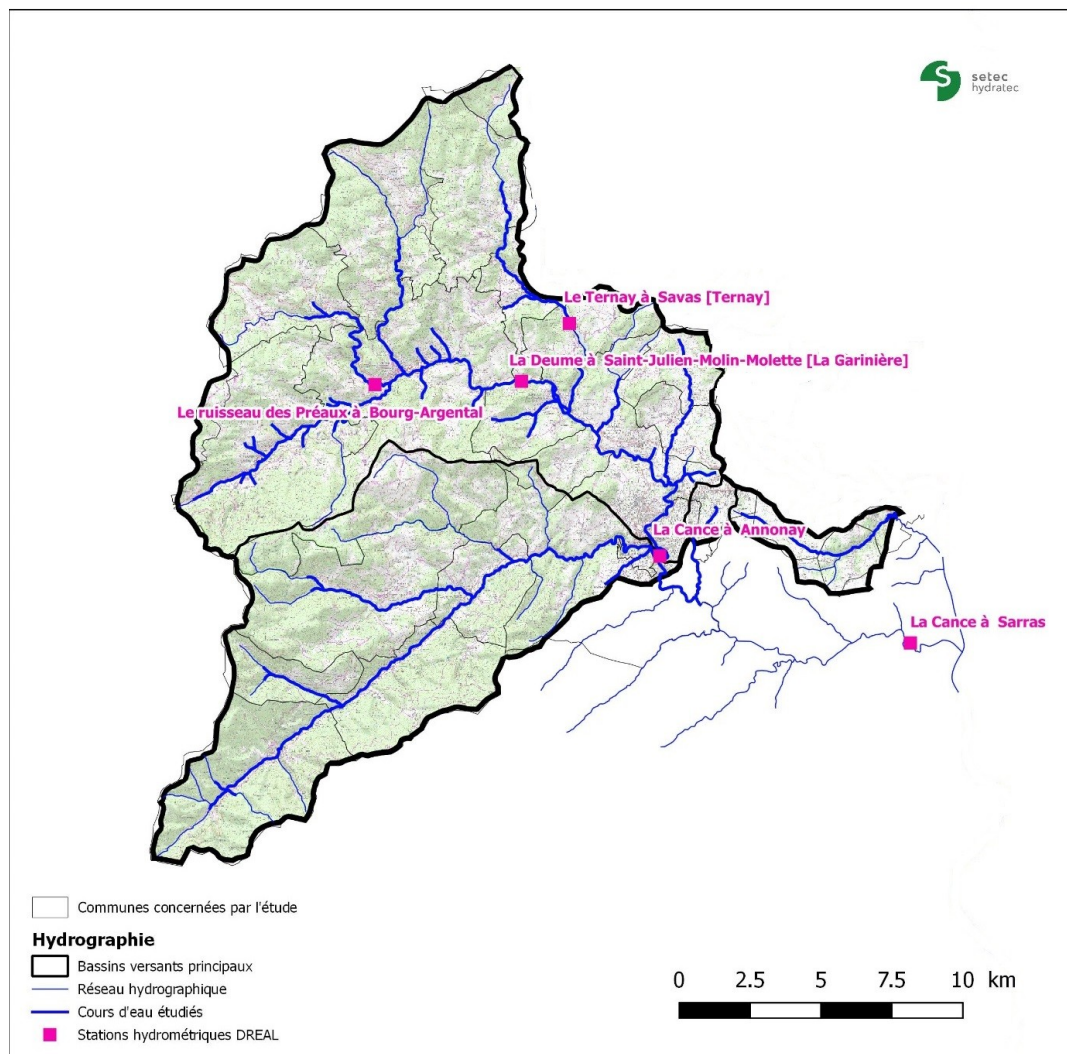 setec
hydratec
Le Ternay à Savas [Ternay]
La Deume à Saint-Julien-Molin-Molette [La Garinière]
Le ruisseau des Préaux à Bourg-Argental
La Cance à Annonay
La Cance à Sarras
Communes concernées par l'étude
Hydrographie
Bassins versants principaux
Réseau hydrographique
Cours d'eau étudiés
Stations hydrométriques DREAL
0 2.5 5 7.5 10 km